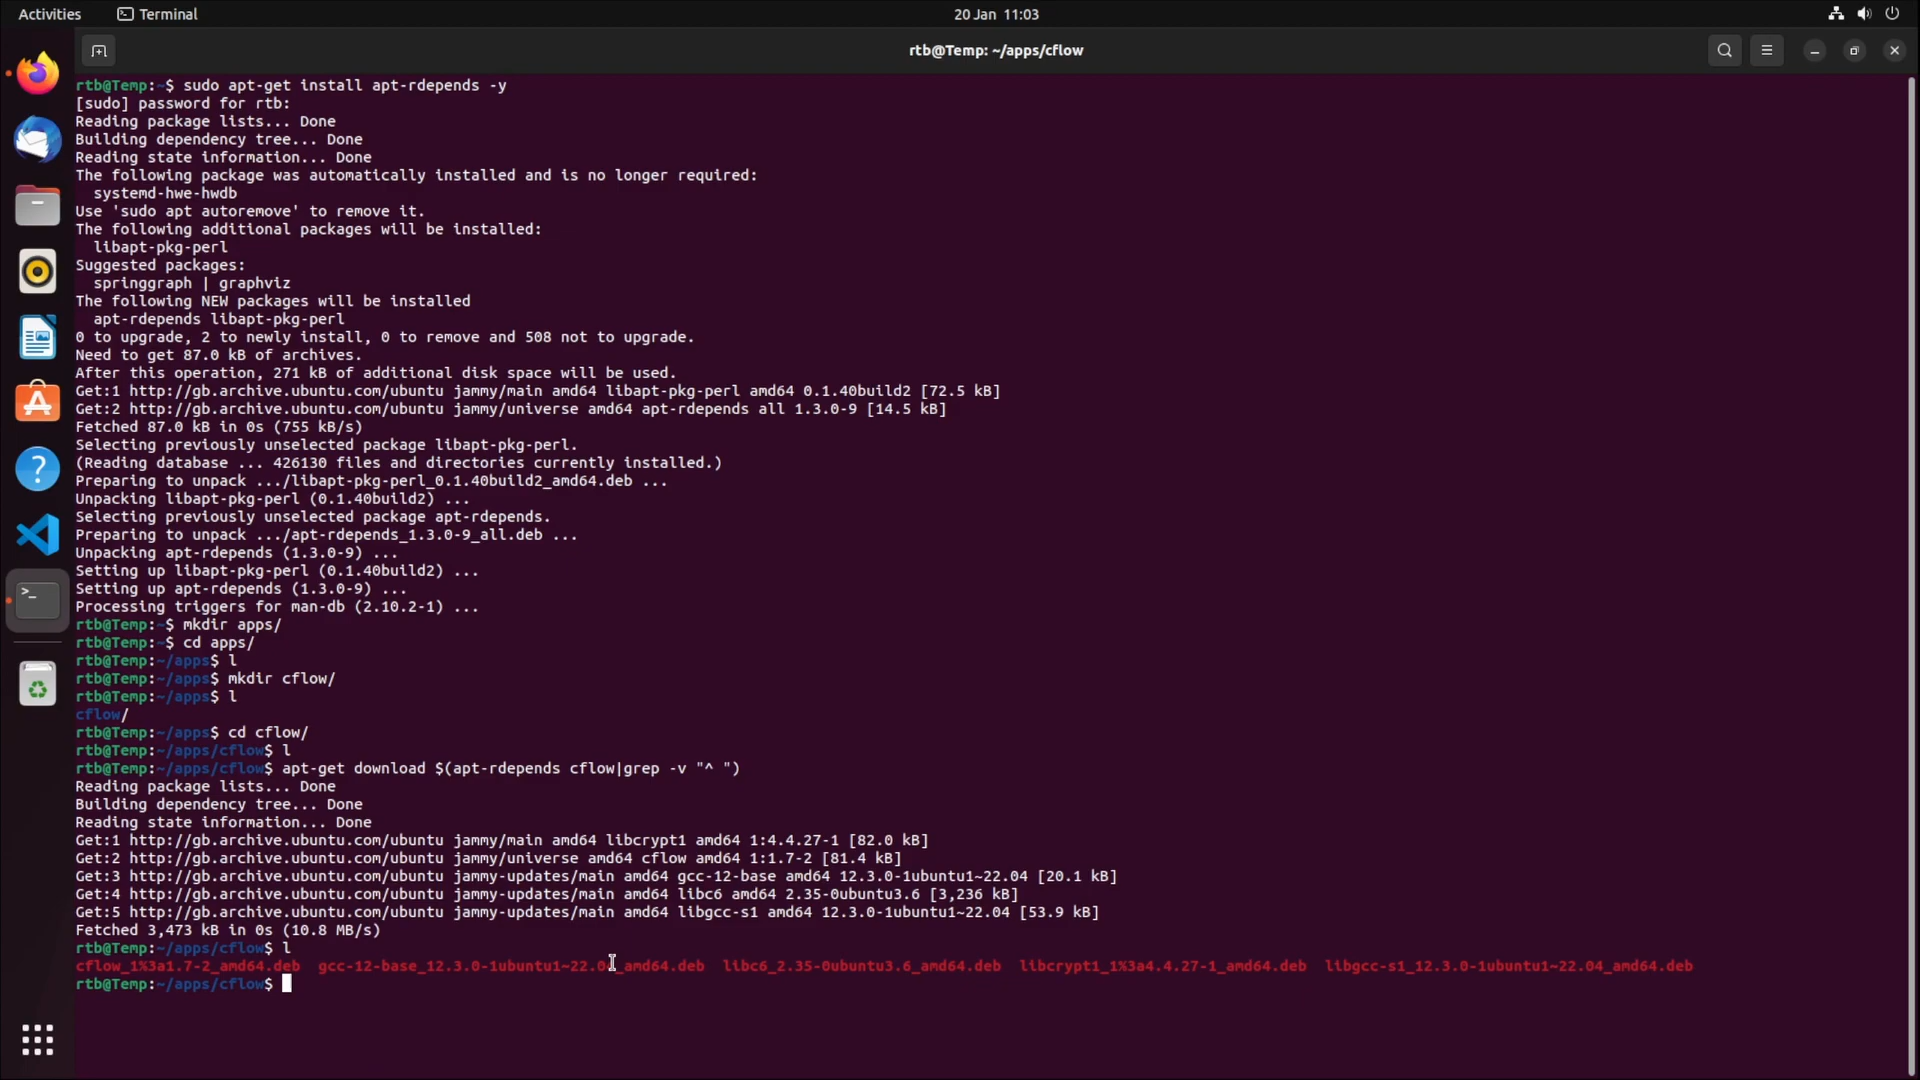 Activities
Terminal
20 Jan 11:03
rtb@Temp: ~/apps/cflow
rtb@Temp:~$ sudo apt-get install apt-rdepends -y
[sudo] password for rtb:
Reading package lists... Done
Building dependency tree... Done
Reading state information... Done
The following package was automatically installed and is no longer required:
  systemd-hwe-hwdb
Use 'sudo apt autoremove' to remove it.
The following additional packages will be installed:
  libapt-pkg-perl
Suggested packages:
  springgraph | graphviz
The following NEW packages will be installed
  apt-rdepends libapt-pkg-perl
0 to upgrade, 2 to newly install, 0 to remove and 508 not to upgrade.
Need to get 87.0 kB of archives.
After this operation, 271 kB of additional disk space will be used.
Get:1 http://gb.archive.ubuntu.com/ubuntu jammy/main amd64 libapt-pkg-perl amd64 0.1.40build2 [72.5 kB]
Get:2 http://gb.archive.ubuntu.com/ubuntu jammy/universe amd64 apt-rdepends all 1.3.0-9 [14.5 kB]
Fetched 87.0 kB in 0s (755 kB/s)
Selecting previously unselected package libapt-pkg-perl.
(Reading database ... 426130 files and directories currently installed.)
Preparing to unpack .../libapt-pkg-perl_0.1.40build2_amd64.deb ...
Unpacking libapt-pkg-perl (0.1.40build2) ...
Selecting previously unselected package apt-rdepends.
Preparing to unpack .../apt-rdepends_1.3.0-9_all.deb ...
Unpacking apt-rdepends (1.3.0-9) ...
Setting up libapt-pkg-perl (0.1.40build2) ...
Setting up apt-rdepends (1.3.0-9) ...
Processing triggers for man-db (2.10.2-1) ...
rtb@Temp:~$ mkdir apps/
rtb@Temp:~$ cd apps/
rtb@Temp:~/apps$ l
rtb@Temp:~/apps$ mkdir cflow/
rtb@Temp:~/apps$ l
cflow/
rtb@Temp:~/apps$ cd cflow/
rtb@Temp:~/apps/cflow$ l
rtb@Temp:~/apps/cflow$ apt-get download $(apt-rdepends cflow|grep -v "^ ")
Reading package lists... Done
Building dependency tree... Done
Reading state information... Done
Get:1 http://gb.archive.ubuntu.com/ubuntu jammy/main amd64 libcrypt1 amd64 1:4.4.27-1 [82.0 kB]
Get:2 http://gb.archive.ubuntu.com/ubuntu jammy/universe amd64 cflow amd64 1:1.7-2 [81.4 kB]
Get:3 http://gb.archive.ubuntu.com/ubuntu jammy-updates/main amd64 gcc-12-base amd64 12.3.0-1ubuntu1~22.04 [20.1 kB]
Get:4 http://gb.archive.ubuntu.com/ubuntu jammy-updates/main amd64 libc6 amd64 2.35-0ubuntu3.6 [3,236 kB]
Get:5 http://gb.archive.ubuntu.com/ubuntu jammy-updates/main amd64 libgcc-s1 amd64 12.3.0-1ubuntu1~22.04 [53.9 kB]
Fetched 3,473 kB in 0s (10.8 MB/s)
rtb@Temp:~/apps/cflow$ l
cflow_1%3a1.7-2_amd64.deb  gcc-12-base_12.3.0-1ubuntu1~22.04_amd64.deb  libc6_2.35-0ubuntu3.6_amd64.deb  libcrypt1_1%3a4.4.27-1_amd64.deb  libgcc-s1_12.3.0-1ubuntu1~22.04_amd64.deb
rtb@Temp:~/apps/cflow$